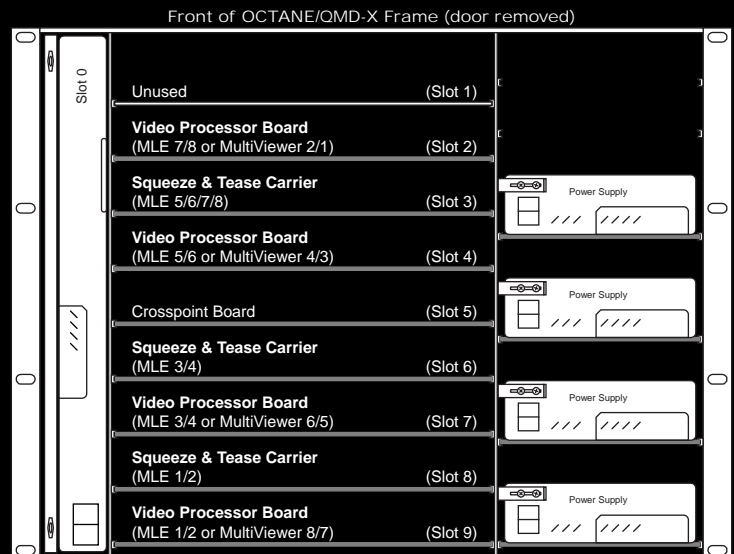 Front of OCTANE/QMD-X Frame (door removed)
Slot 0
Unused (Slot 1)
Video Processor Board
(MLE 7/8 or MultiViewer 2/1) (Slot 2)
Squeeze & Tease Carrier
(MLE 5/6/7/8) (Slot 3)
Video Processor Board
(MLE 5/6 or MultiViewer 4/3) (Slot 4)
Crosspoint Board (Slot 5)
Squeeze & Tease Carrier
(MLE 3/4) (Slot 6)
Video Processor Board
(MLE 3/4 or MultiViewer 6/5) (Slot 7)
Squeeze & Tease Carrier
(MLE 1/2) (Slot 8)
Video Processor Board
(MLE 1/2 or MultiViewer 8/7) (Slot 9)
Power Supply
Power Supply
Power Supply
Power Supply